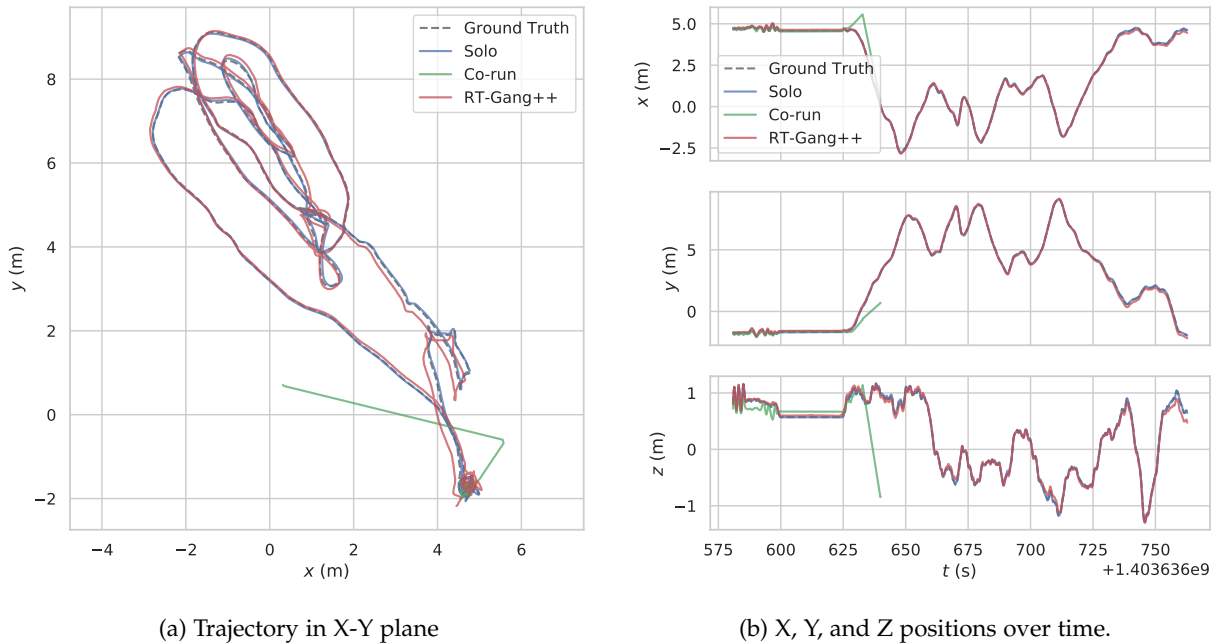 Ground Truth
Solo
Co-run
RT-Gang++
8
6
4
2
0
−2
y (m)
−4
−2
0
2
4
6
x (m)
(a) Trajectory in X-Y plane
5.0
2.5
0.0
−2.5
x (m)
Ground Truth
Solo
Co-run
RT-Gang++
5
0
y (m)
1
0
−1
z (m)
575
600
625
650
675
700
725
750
t (s)
+1.403636e9
(b) X, Y, and Z positions over time.